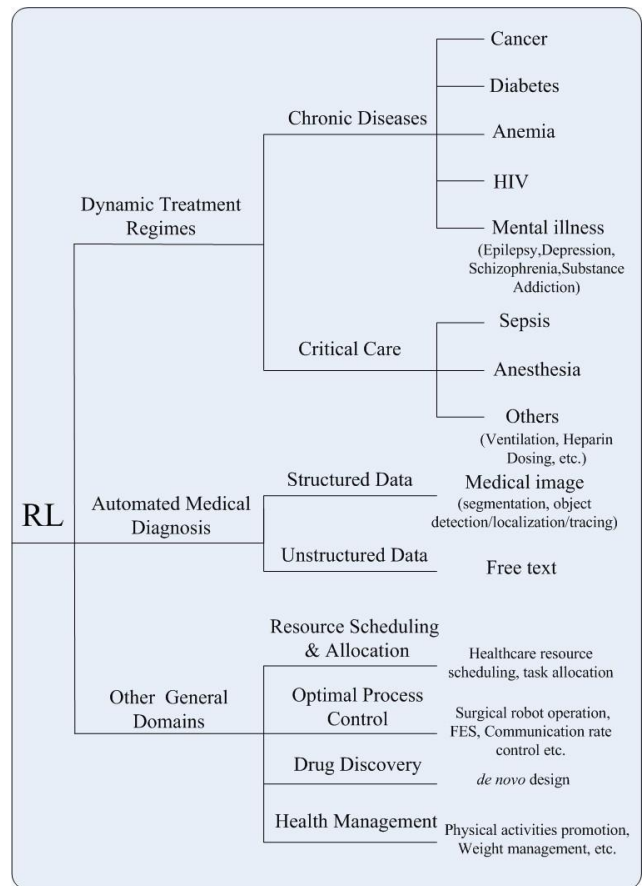 RL
Dynamic Treatment
Regimes
Chronic Diseases
Cancer
Diabetes
Anemia
HIV
Mental illness
(Epilepsy,Depression,
Schizophrenia,Substance
Addiction)
Critical Care
Sepsis
Anesthesia
Others
(Ventilation, Heparin
Dosing, etc.)
Automated Medical
Diagnosis
Structured Data
Medical image
(segmentation, object
detection/localization/tracing)
Unstructured Data
Free text
Other General
Domains
Resource Scheduling
& Allocation
Healthcare resource
scheduling, task allocation
Optimal Process
Control
Surgical robot operation,
FES, Communication rate
control etc.
Drug Discovery
de novo design
Health Management
Physical activities promotion,
Weight management, etc.